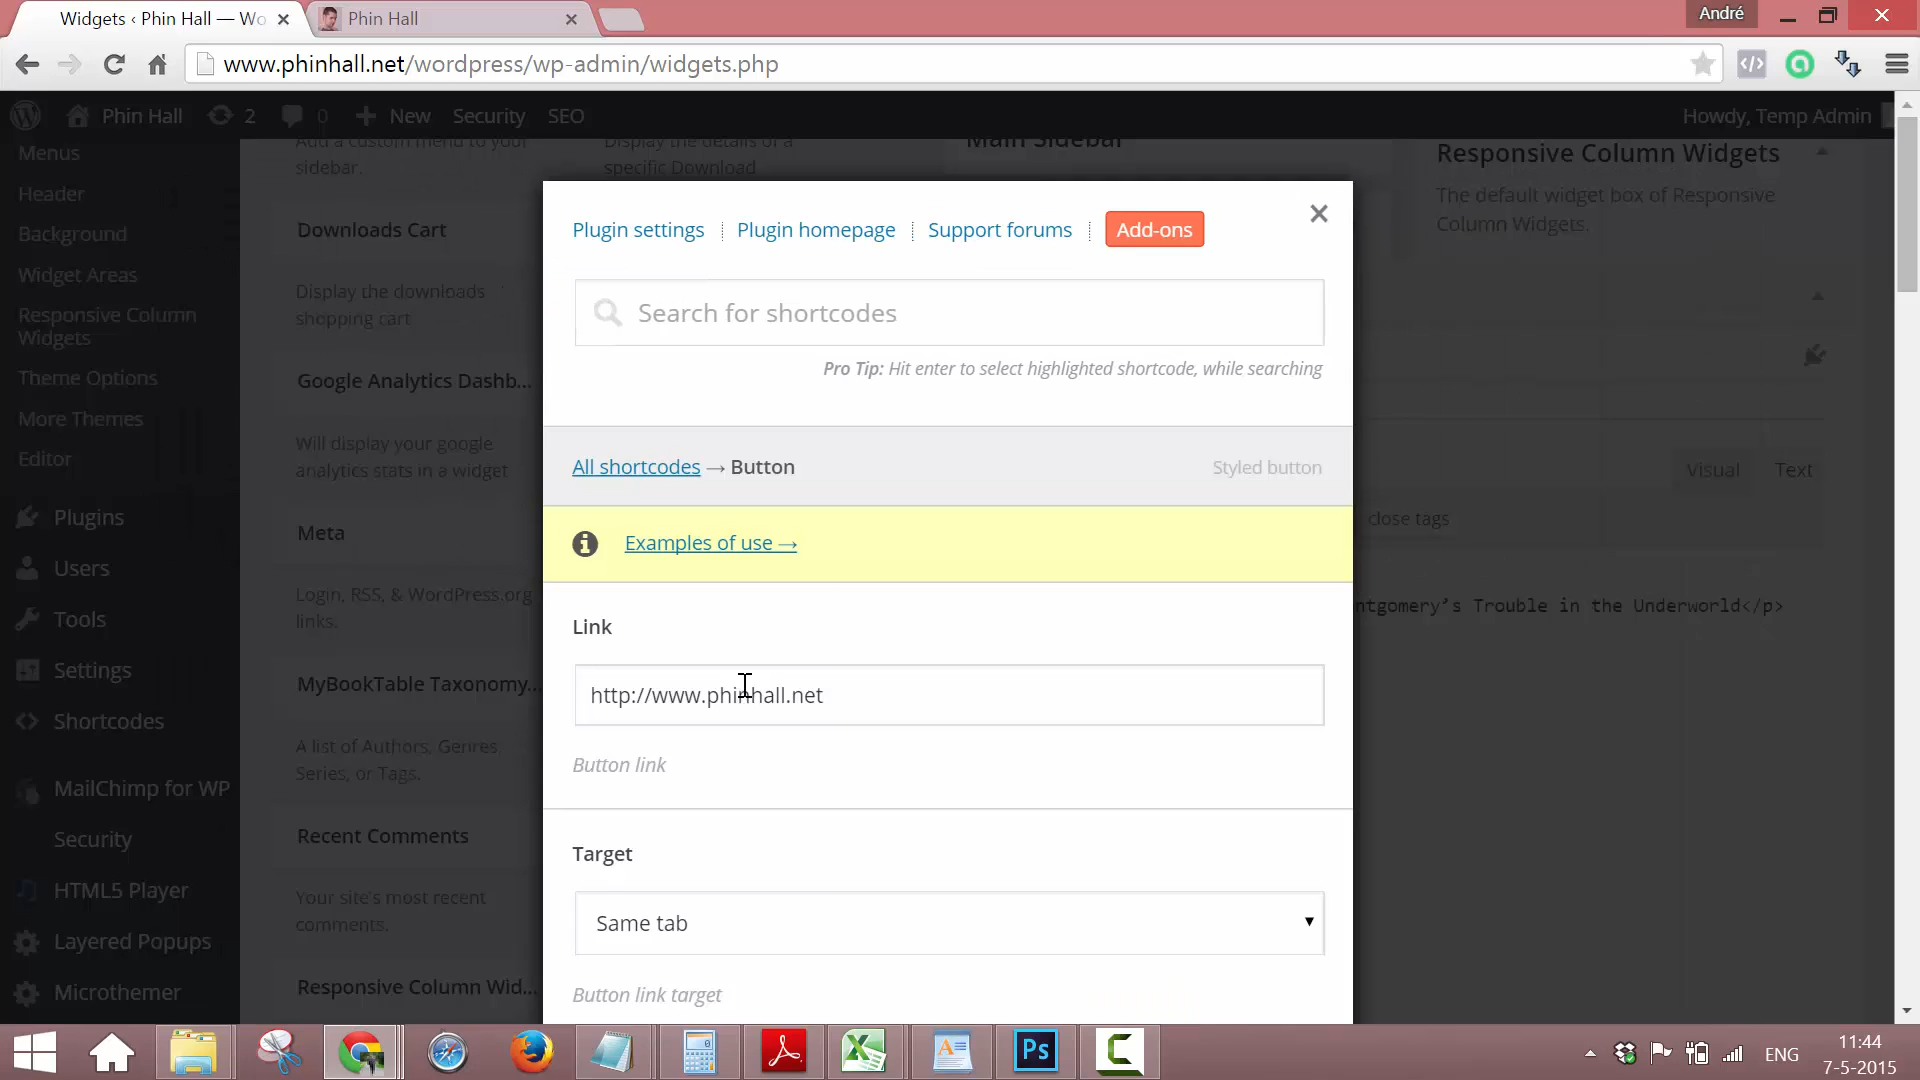 Widgets ‹ Phin Hall — Wo
Phin Hall
André
www.phinhall.net/wordpress/wp-admin/widgets.php
Phin Hall
2
0
New
Security
SEO
Howdy, Temp Admin
Menus
Header
Background
Widget Areas
Responsive Column
Widgets
Theme Options
More Themes
Editor
Plugins
Users
Tools
Settings
Shortcodes
MailChimp for WP
Security
HTML5 Player
Layered Popups
Microthemer
Add a custom menu to your
sidebar.
Downloads Cart
Display the downloads
shopping cart
Google Analytics Dashb...
Will display your google
analytics stats in a widget
Meta
Login, RSS, & WordPress.org
links.
MyBookTable Taxonomy...
A list of Authors, Genres
Series, or Tags.
Recent Comments
Your site's most recent
comments.
Responsive Column Wid...
Display the details of a
specific Download
Main Sidebar
Responsive Column Widgets
The default widget box of Responsive
Column Widgets.
Visual
Text
close tags
ntgomery's Trouble in the Underworld</p>
Plugin settings
Plugin homepage
Support forums
Add-ons
×
Search for shortcodes
Pro Tip: Hit enter to select highlighted shortcode, while searching
All shortcodes → Button
Styled button
Examples of use →
Link
http://www.phinhall.net
Button link
Target
Same tab
Button link target
Ps
ENG
11:44
7-5-2015